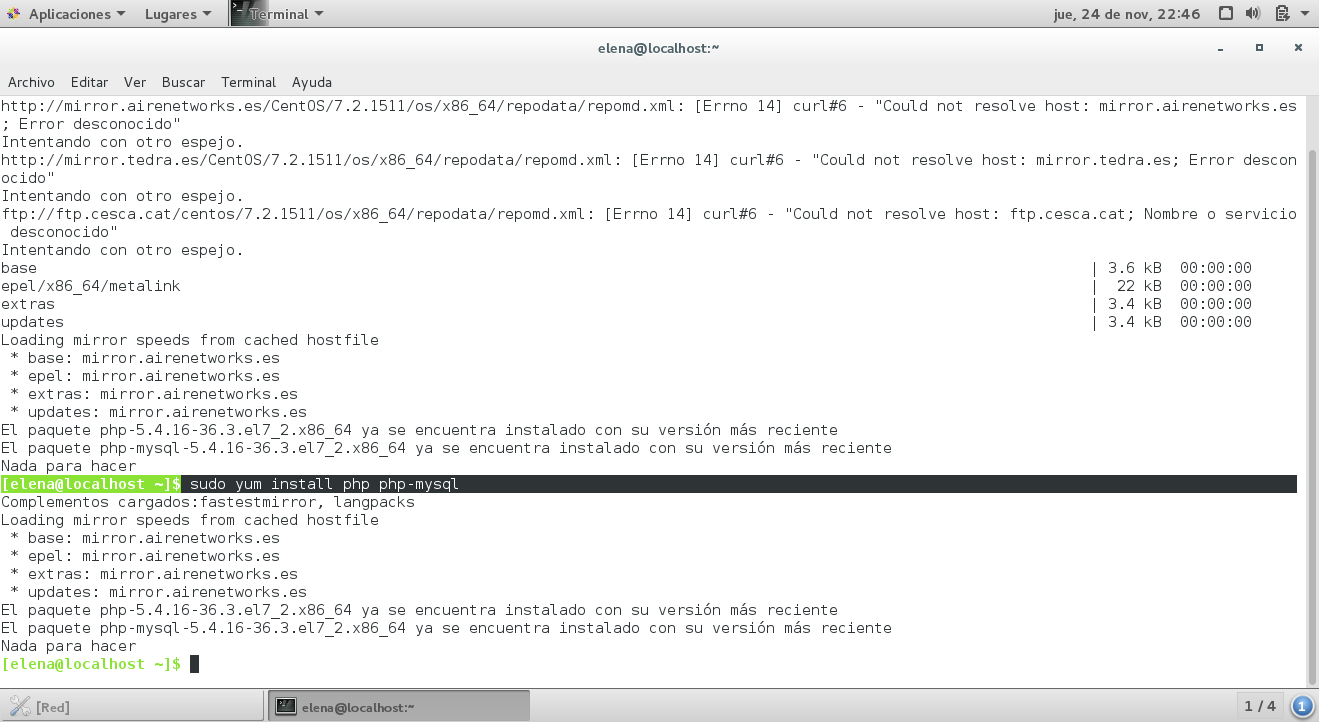 Aplicaciones Lugares Terminal jue, 24 de nov, 22:46
elena@localhost:~
Archivo Editar Ver Buscar Terminal Ayuda
http://mirror.airenetworks.es/CentOS/7.2.1511/os/x86_64/repodata/repomd.xml: [Errno 14] curl#6 - "Could not resolve host: mirror.airenetworks.es
; Error desconocido"
Intentando con otro espejo.
http://mirror.tedra.es/CentOS/7.2.1511/os/x86_64/repodata/repomd.xml: [Errno 14] curl#6 - "Could not resolve host: mirror.tedra.es; Error descon
ocido"
Intentando con otro espejo.
ftp://ftp.cesca.cat/centos/7.2.1511/os/x86_64/repodata/repomd.xml: [Errno 14] curl#6 - "Could not resolve host: ftp.cesca.cat; Nombre o servicio
 desconocido"
Intentando con otro espejo.
base | 3.6 kB 00:00:00
epel/x86_64/metalink | 22 kB 00:00:00
extras | 3.4 kB 00:00:00
updates | 3.4 kB 00:00:00
Loading mirror speeds from cached hostfile
 * base: mirror.airenetworks.es
 * epel: mirror.airenetworks.es
 * extras: mirror.airenetworks.es
 * updates: mirror.airenetworks.es
El paquete php-5.4.16-36.3.el7_2.x86_64 ya se encuentra instalado con su versión más reciente
El paquete php-mysql-5.4.16-36.3.el7_2.x86_64 ya se encuentra instalado con su versión más reciente
Nada para hacer
[elena@localhost ~]$ sudo yum install php php-mysql
Complementos cargados:fastestmirror, langpacks
Loading mirror speeds from cached hostfile
 * base: mirror.airenetworks.es
 * epel: mirror.airenetworks.es
 * extras: mirror.airenetworks.es
 * updates: mirror.airenetworks.es
El paquete php-5.4.16-36.3.el7_2.x86_64 ya se encuentra instalado con su versión más reciente
El paquete php-mysql-5.4.16-36.3.el7_2.x86_64 ya se encuentra instalado con su versión más reciente
Nada para hacer
[elena@localhost ~]$
[Red] elena@localhost:~ 1 / 4 1